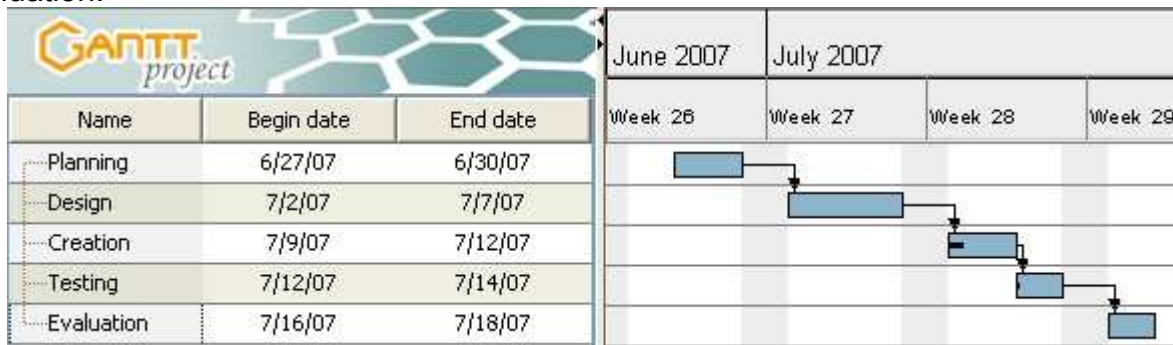 GANTT
project
June 2007 July 2007
Name Begin date End date Week 26 Week 27 Week 28 Week 29
Planning 6/27/07 6/30/07
Design 7/2/07 7/7/07
Creation 7/9/07 7/12/07
Testing 7/12/07 7/14/07
Evaluation 7/16/07 7/18/07